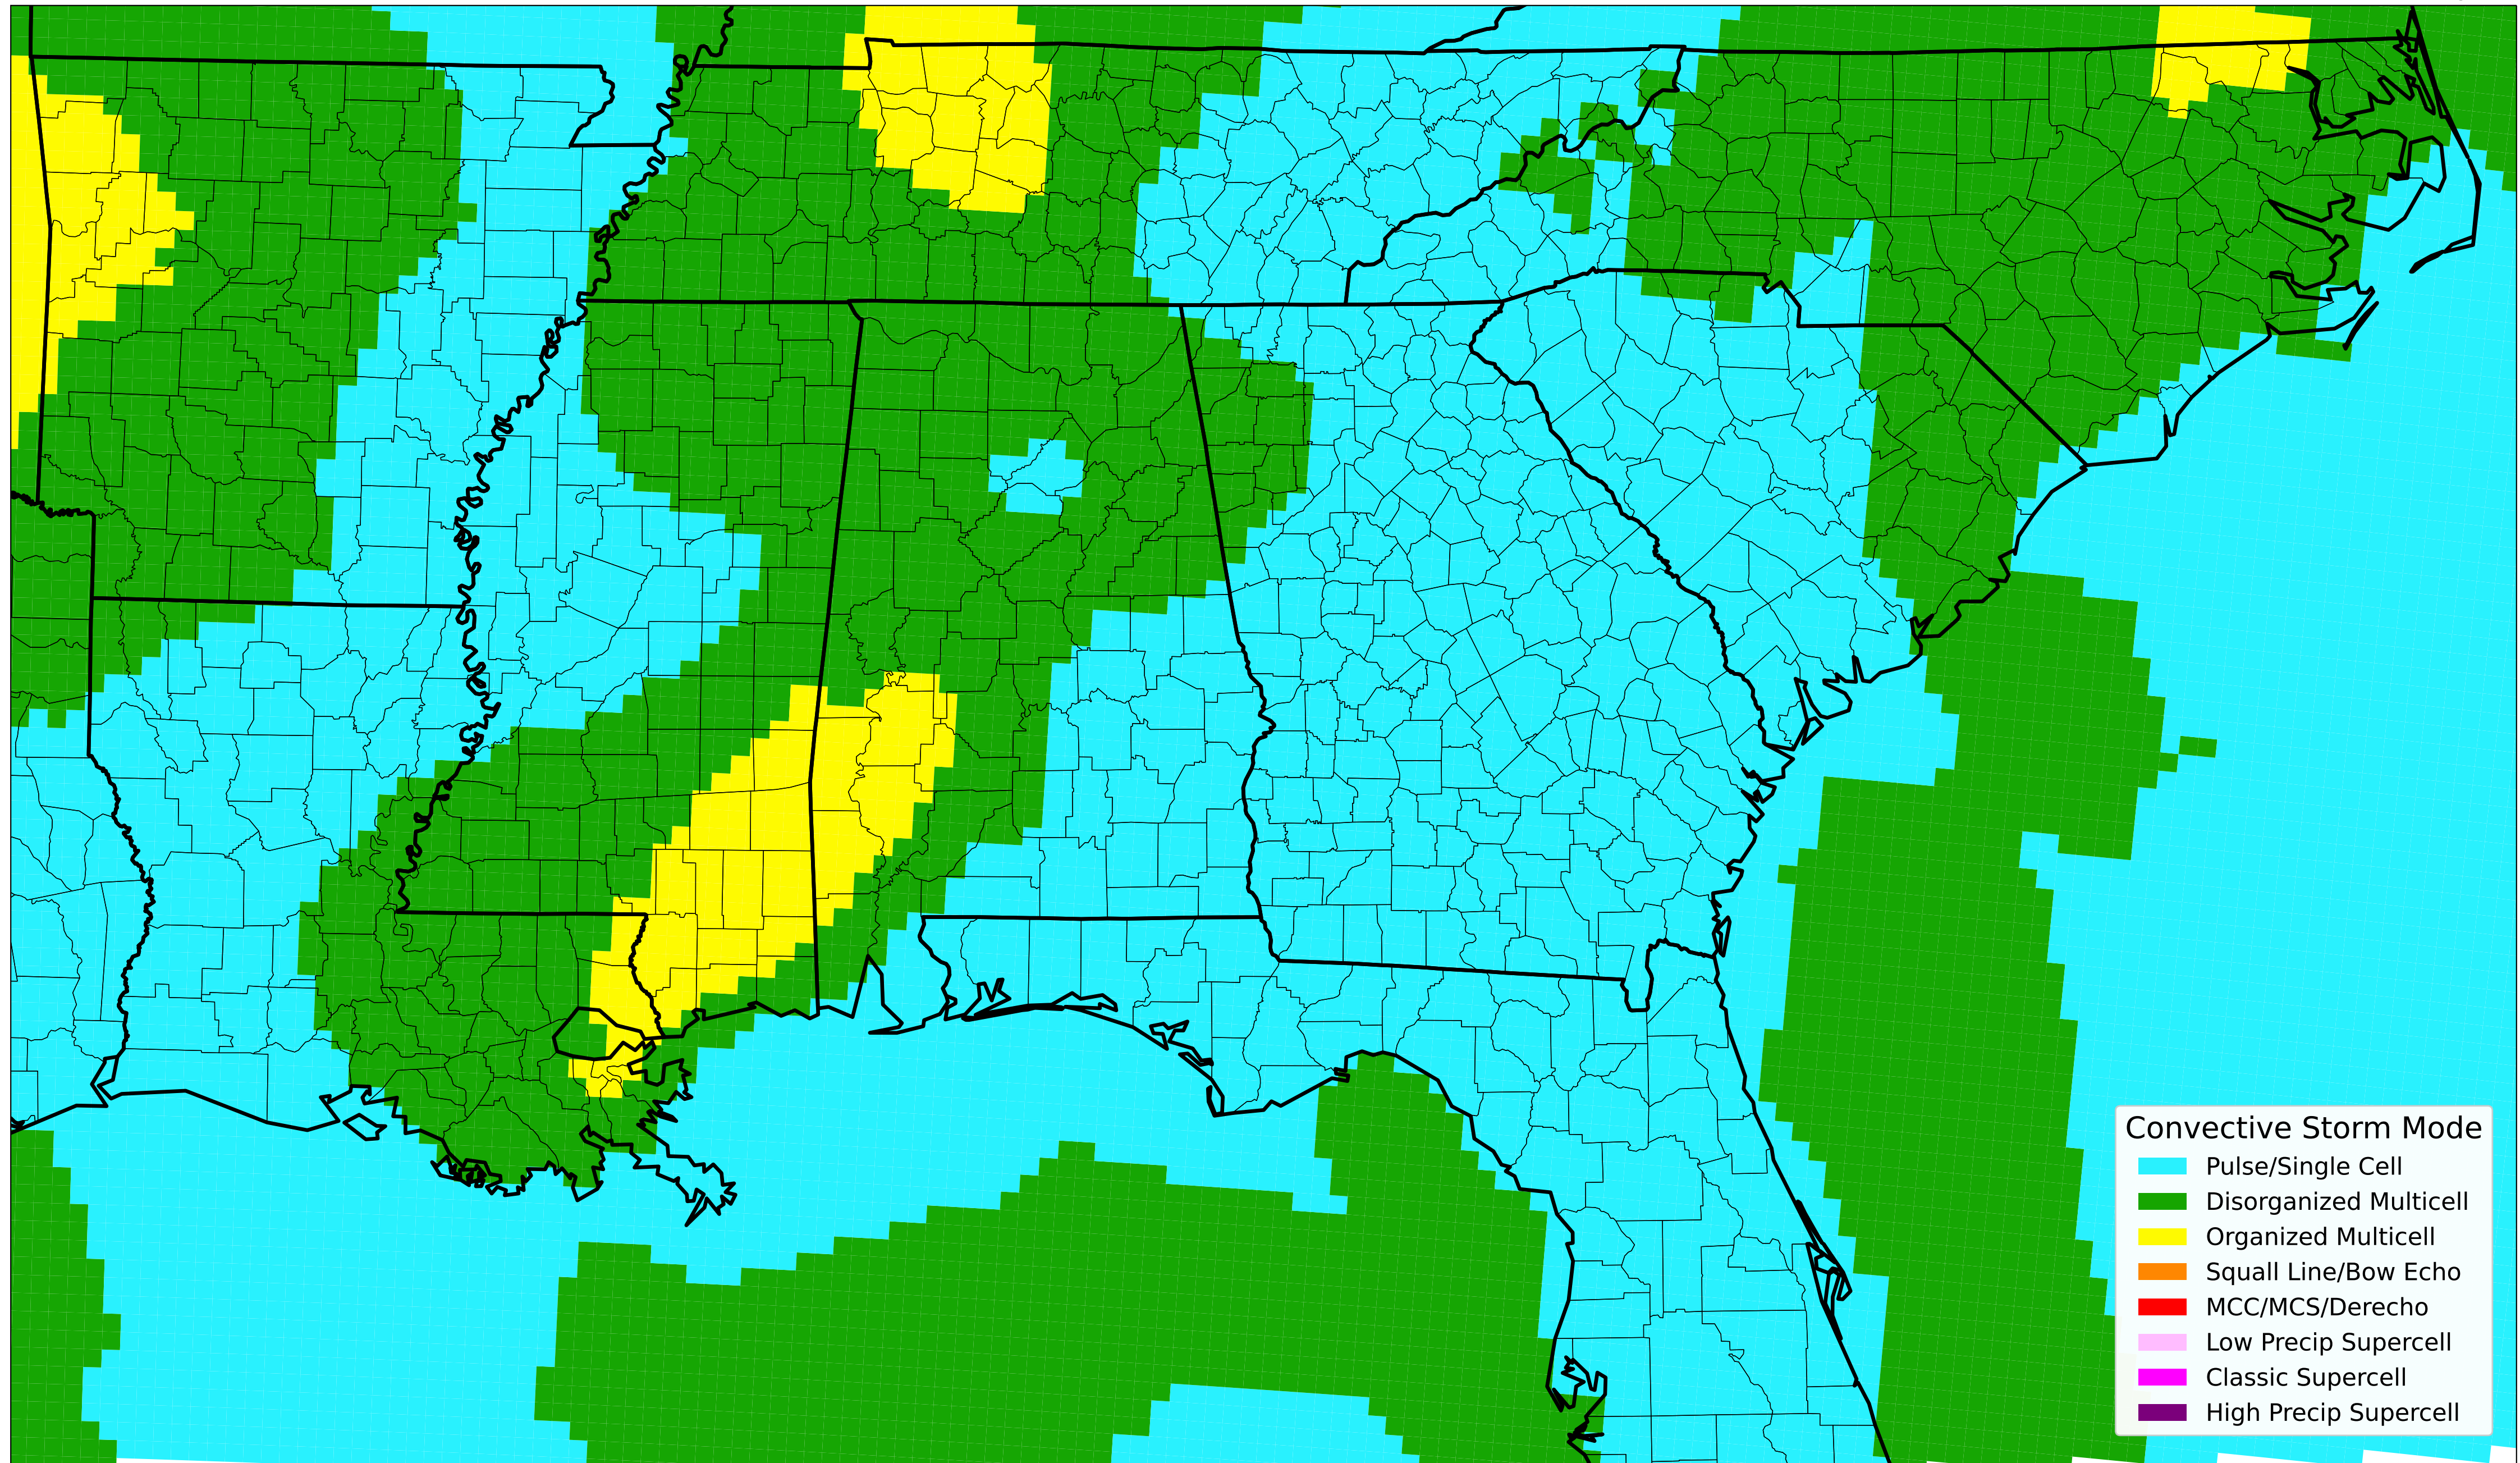 Convective Storm Mode
Pulse/Single Cell
Disorganized Multicell
Organized Multicell
Squall Line/Bow Echo
MCC/MCS/Derecho
Low Precip Supercell
Classic Supercell
High Precip Supercell